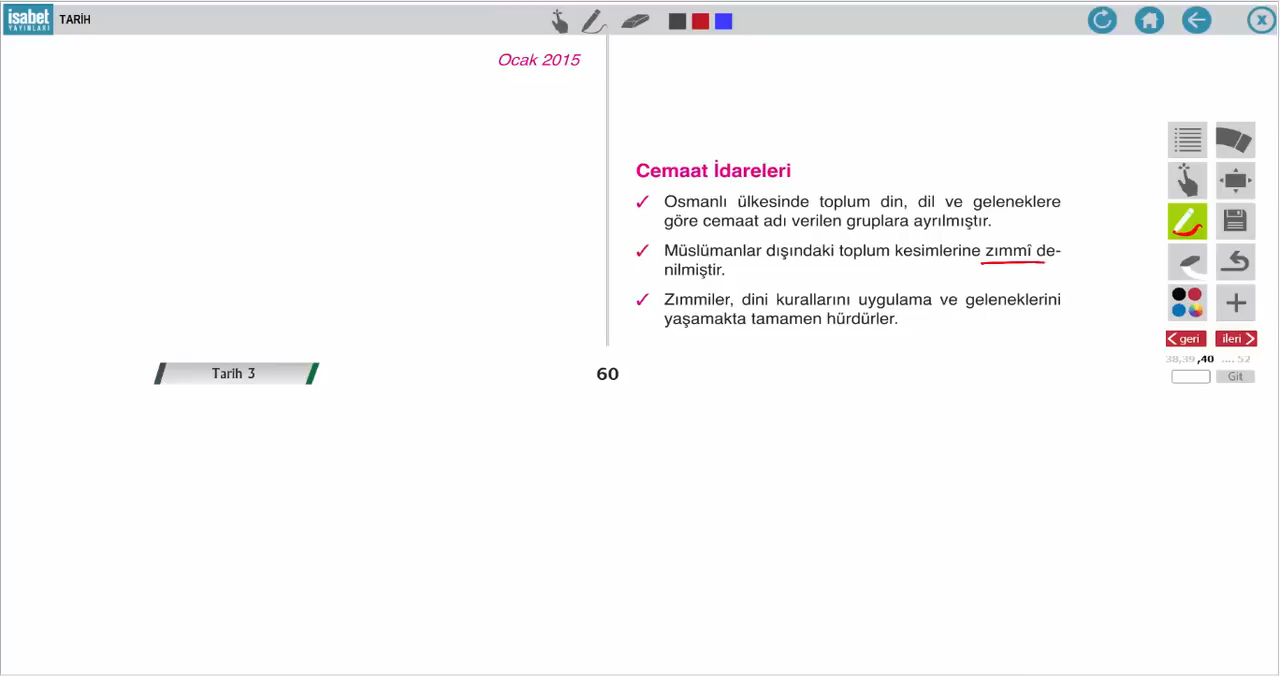 isabet
YAYINLARI
TARİH
Ocak 2015
Cemaat İdareleri
Osmanlı ülkesinde toplum din, dil ve geleneklere
göre cemaat adı verilen gruplara ayrılmıştır.
Müslümanlar dışındaki toplum kesimlerine zımmî de-
nilmiştir.
Zımmiler, dini kurallarını uygulama ve geleneklerini
yaşamakta tamamen hürdürler.
geri
ileri
38,39,40 .... 52
Git
Tarih 3
60